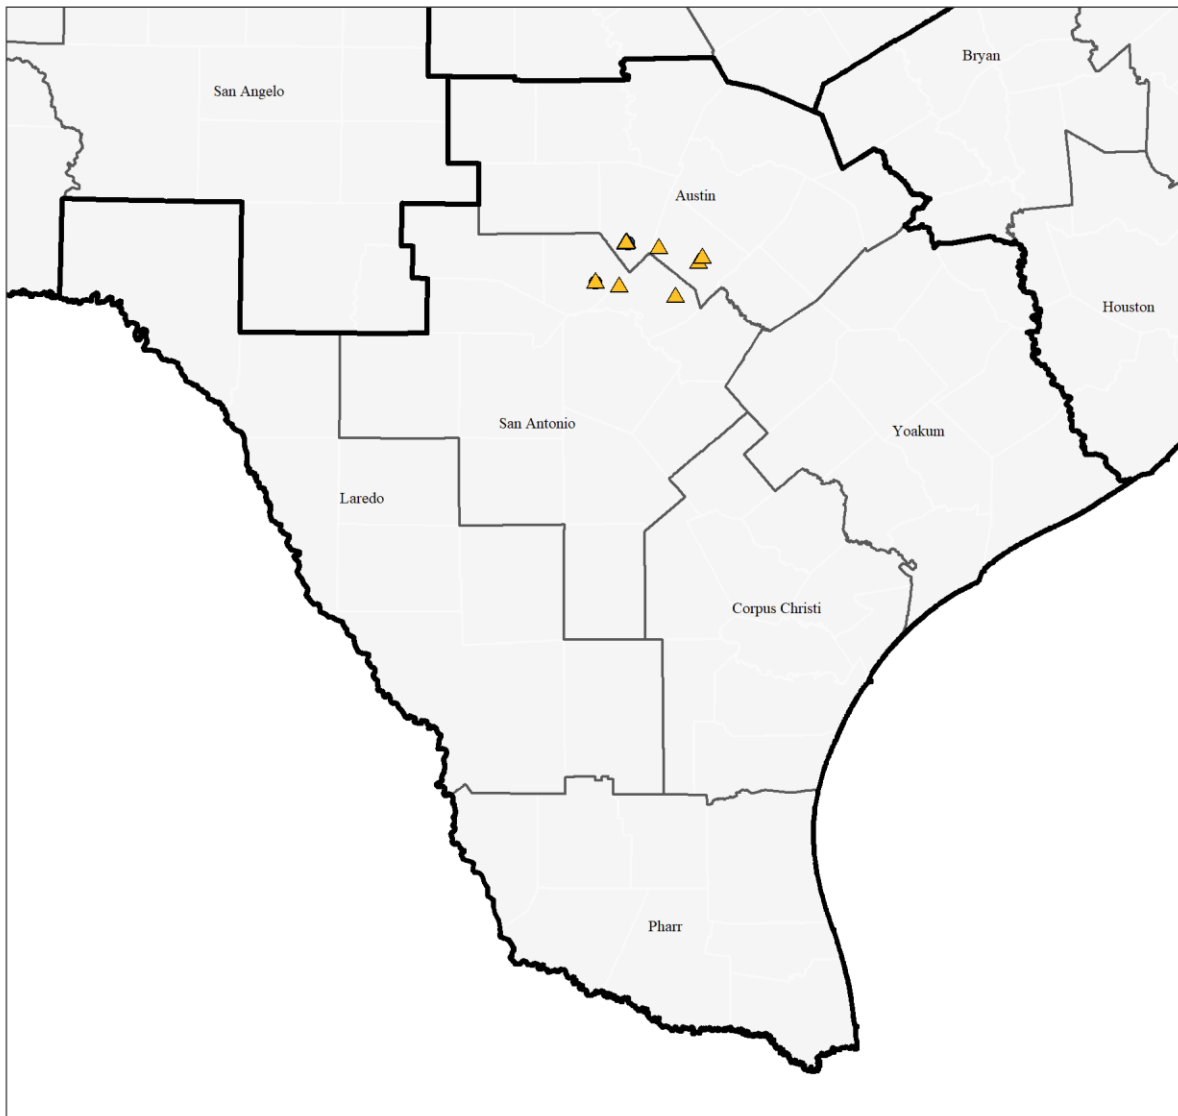 Bryan
San Angelo
Austin
Houston
San Antonio
Yoakum
Laredo
Corpus Christi
Pharr